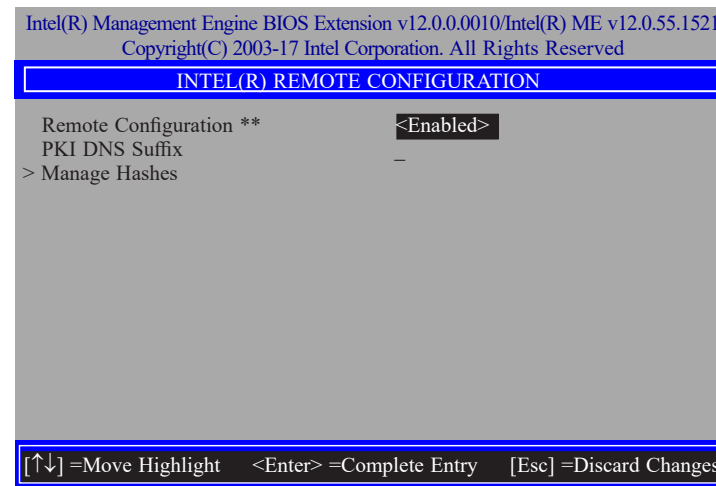 Intel(R) Management Engine BIOS Extension v12.0.0.0010/Intel(R) ME v12.0.55.1521
Copyright(C) 2003-17 Intel Corporation. All Rights Reserved
INTEL(R) REMOTE CONFIGURATION
Remote Configuration ** <Enabled>
PKI DNS Suffix _
> Manage Hashes
[↑↓] =Move Highlight <Enter> =Complete Entry [Esc] =Discard Changes